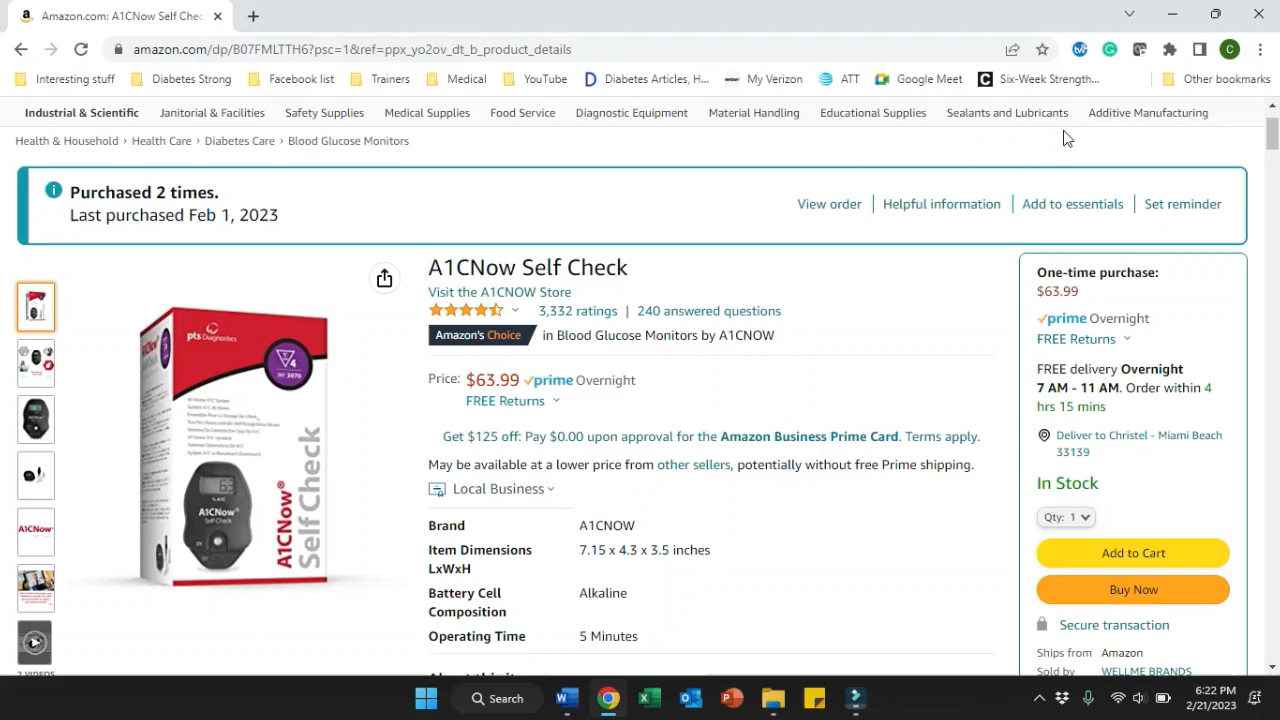 Amazon.com: A1CNow Self Chec
amazon.com/dp/B07FMLTTH6?psc=1&ref=ppx_yo2ov_dt_b_product_details
Interesting stuff Diabetes Strong Facebook list Trainers Medical YouTube Diabetes Articles, H... My Verizon ATT Google Meet Six-Week Strength... Other bookmarks
Industrial & Scientific Janitorial & Facilities Safety Supplies Medical Supplies Food Service Diagnostic Equipment Material Handling Educational Supplies Sealants and Lubricants Additive Manufacturing
Health & Household › Health Care › Diabetes Care › Blood Glucose Monitors
Purchased 2 times.
Last purchased Feb 1, 2023
View order Helpful information Add to essentials Set reminder
A1CNow Self Check
Visit the A1CNOW Store
3,332 ratings | 240 answered questions
Amazon's Choice in Blood Glucose Monitors by A1CNOW
Price: $63.99 prime Overnight
FREE Returns
Get $125 off: Pay $0.00 upon approval for the Amazon Business Prime Card. Terms apply.
May be available at a lower price from other sellers, potentially without free Prime shipping.
Local Business
Brand A1CNOW
Item Dimensions 7.15 x 4.3 x 3.5 inches
LxWxH
Battery Cell Alkaline
Composition
Operating Time 5 Minutes
pts Diagnostics
4
A1CNow®
Self Check
A1CNow®
Self Check
A1CNow
2 VIDEOS
One-time purchase:
$63.99
prime Overnight
FREE Returns
FREE delivery Overnight
7 AM - 11 AM. Order within 4
hrs 15 mins
Deliver to Christel - Miami Beach
33139
In Stock
Qty: 1
Add to Cart
Buy Now
Secure transaction
Ships from Amazon
Sold by WELLME BRANDS
Search
6:22 PM
2/21/2023